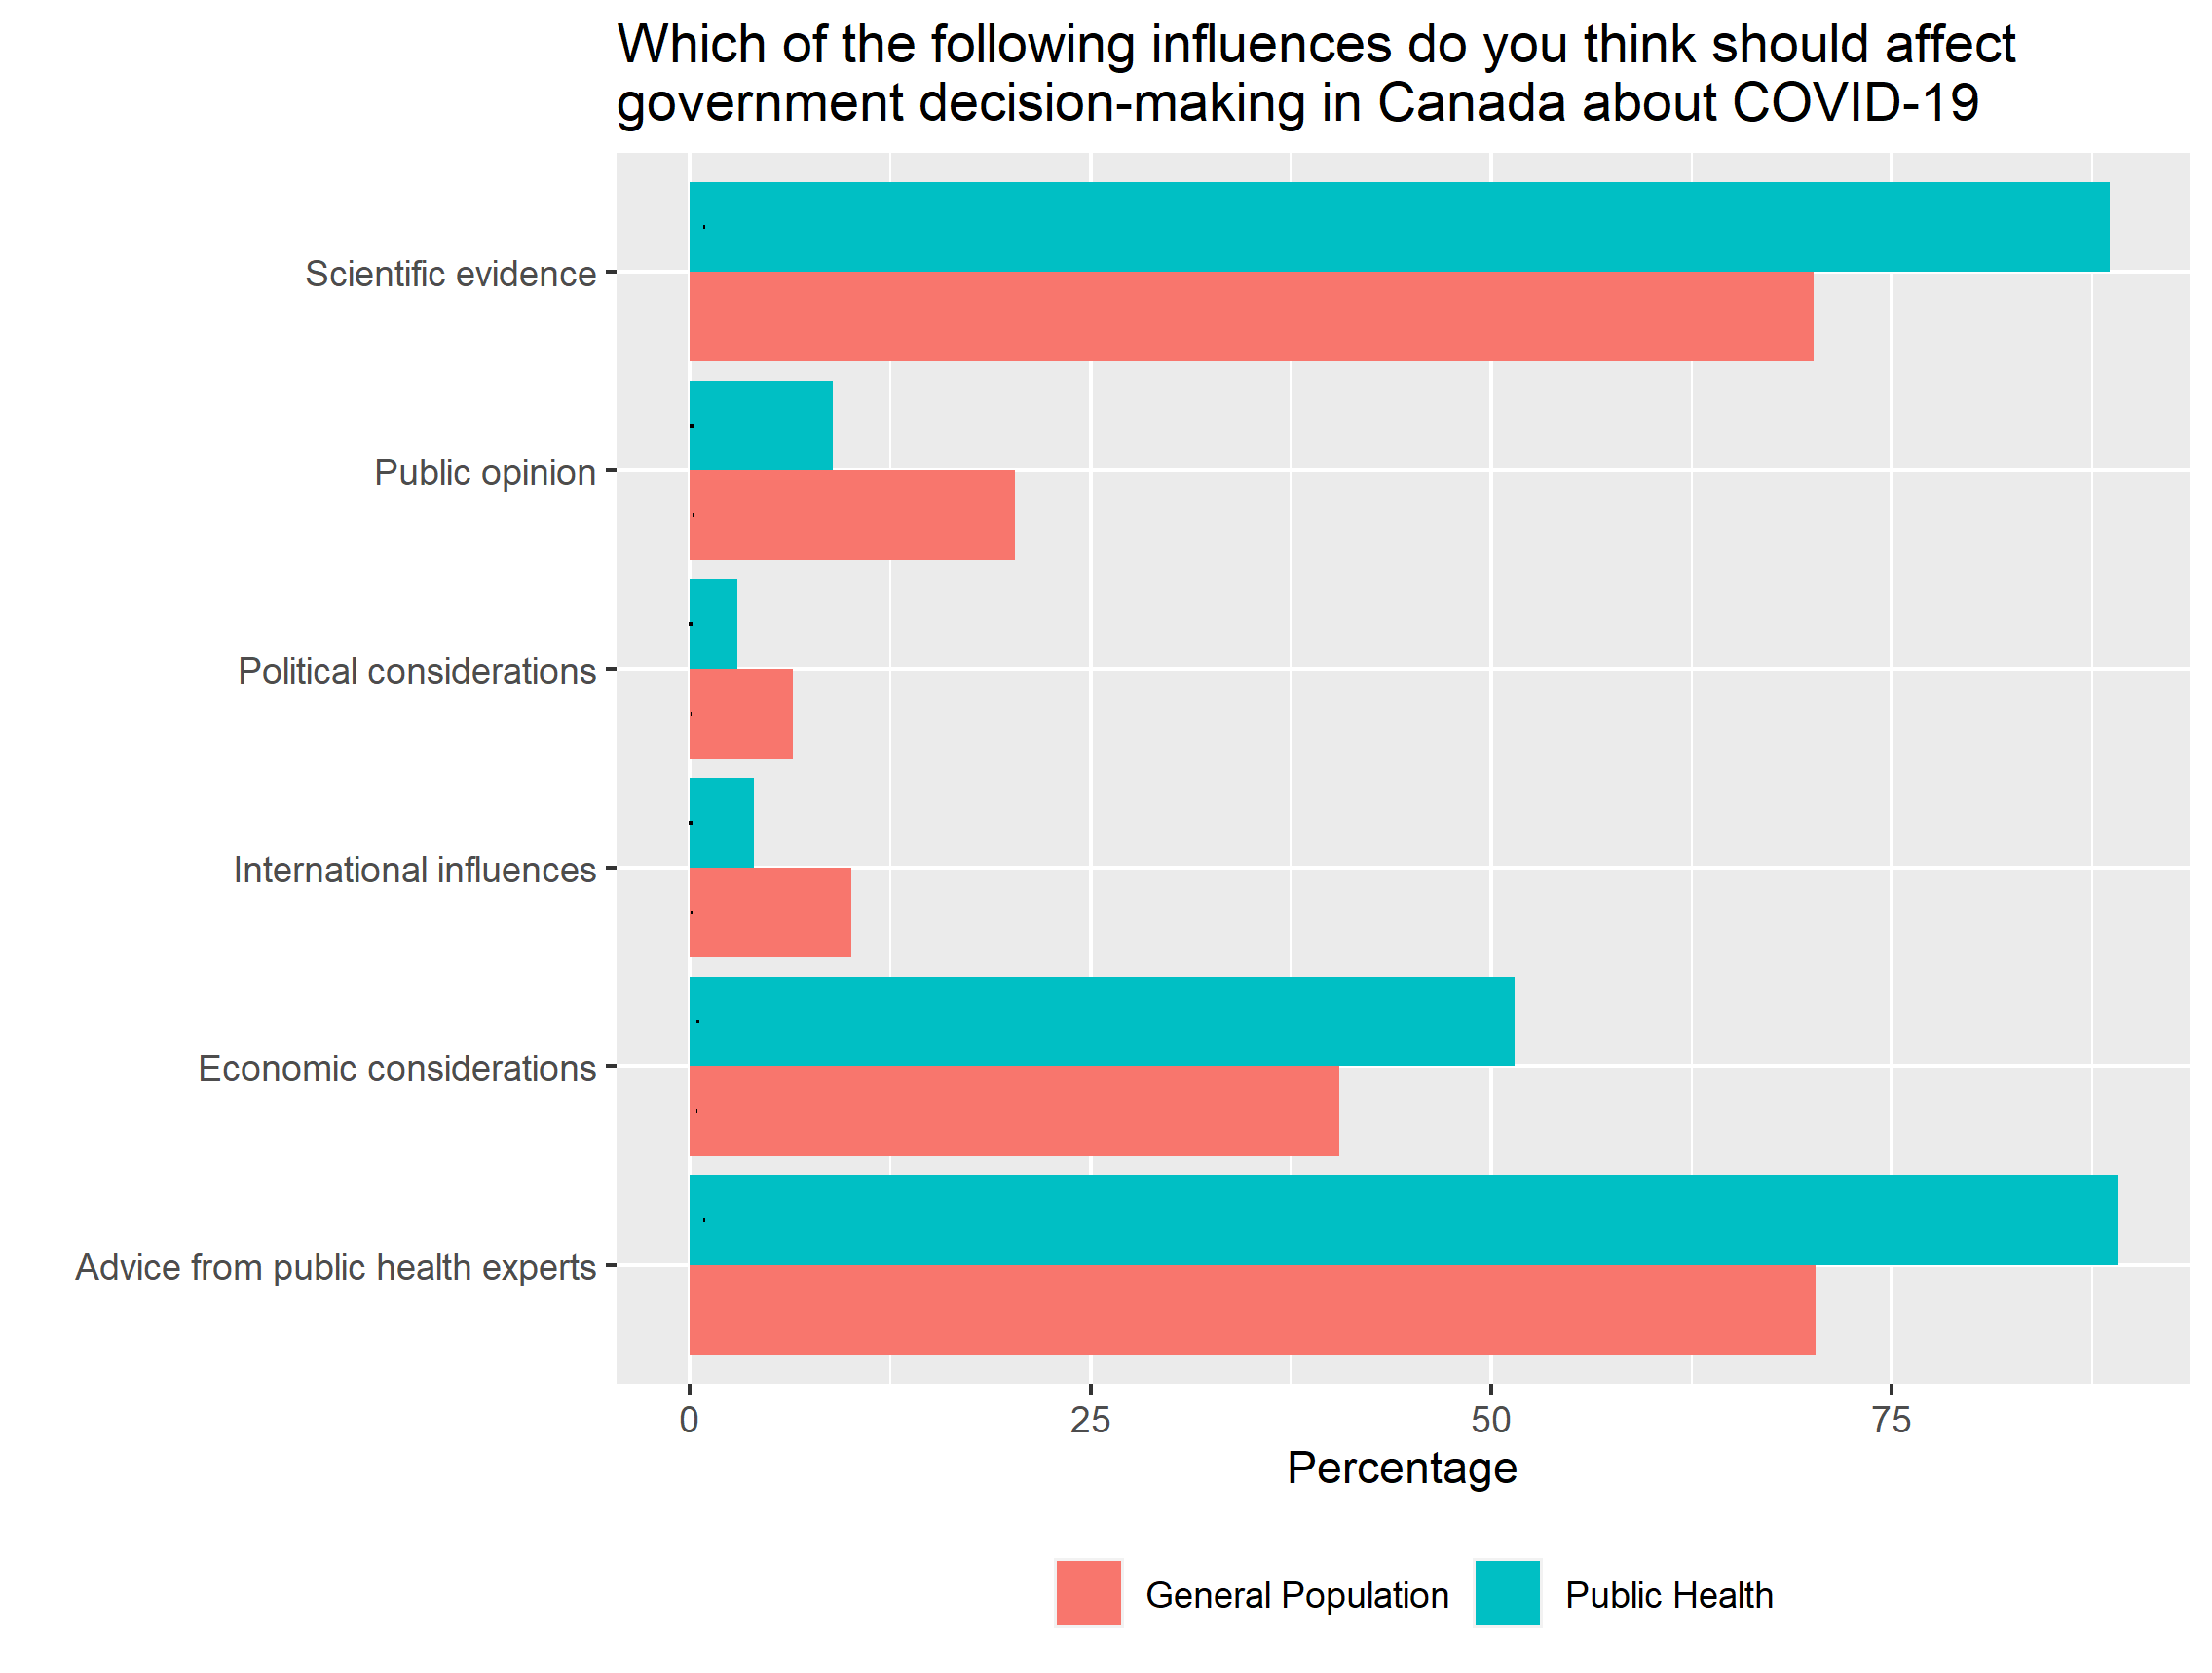 Which of the following influences do you think should affect
government decision-making in Canada about COVID-19
Scientific evidence
Public opinion
Political considerations
International influences
Economic considerations
Advice from public health experts
0 25 50 75
Percentage
General Population Public Health